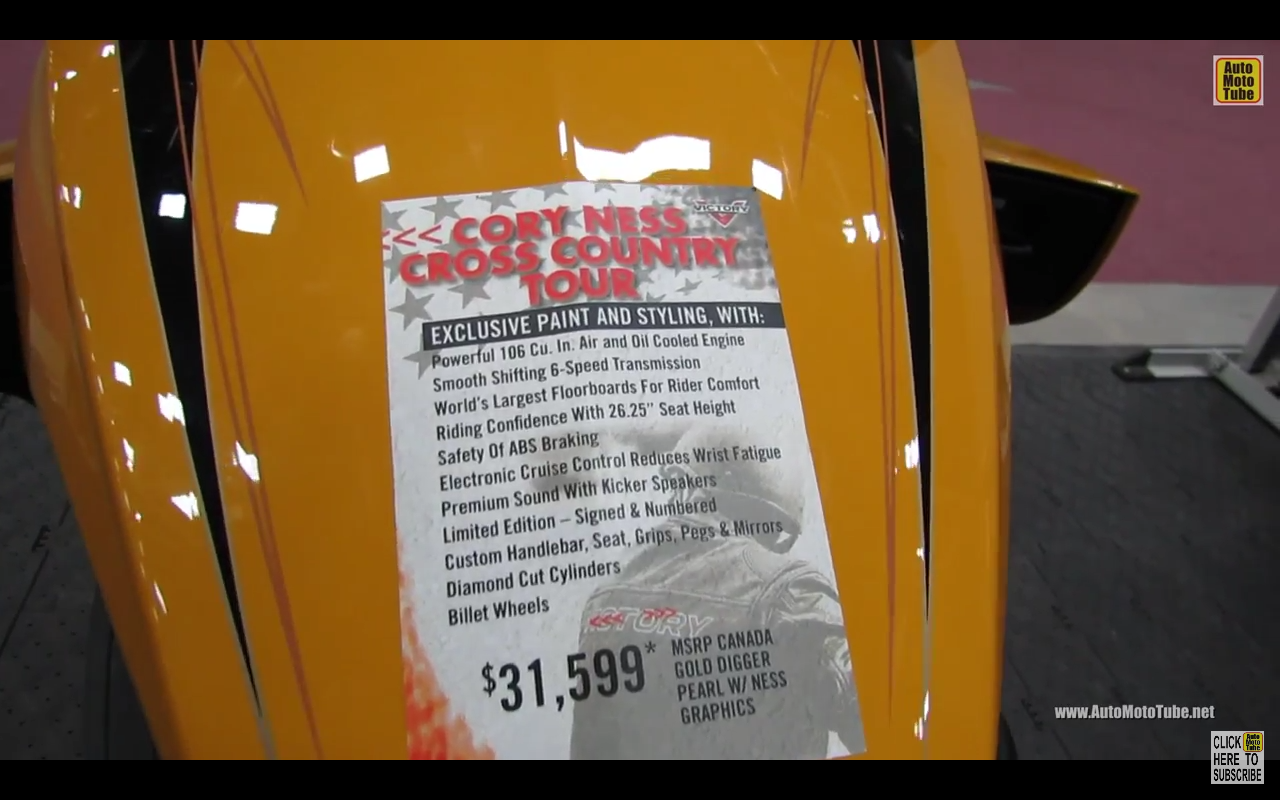 Auto
Moto
Tube
VICTORY
<<< CORY NESS
CROSS COUNTRY
TOUR
EXCLUSIVE PAINT AND STYLING, WITH:
Powerful 106 Cu. In. Air and Oil Cooled Engine
Smooth Shifting 6-Speed Transmission
World's Largest Floorboards For Rider Comfort
Riding Confidence With 26.25" Seat Height
Safety Of ABS Braking
Electronic Cruise Control Reduces Wrist Fatigue
Premium Sound With Kicker Speakers
Limited Edition – Signed & Numbered
Custom Handlebar, Seat, Grips, Pegs & Mirrors
Diamond Cut Cylinders
Billet Wheels
$31,599*
MSRP CANADA
GOLD DIGGER
PEARL W/ NESS
GRAPHICS
www.AutoMotoTube.net
CLICK
HERE TO
SUBSCRIBE
Auto
Moto
Tube